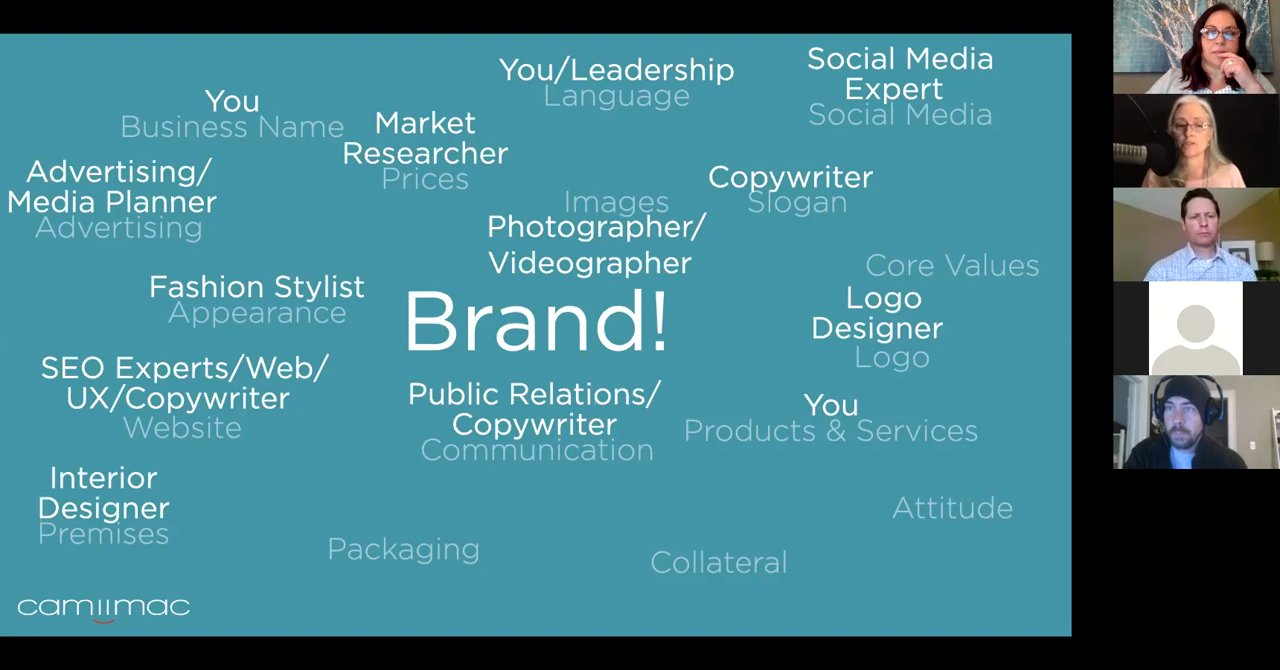 You/Leadership
Language
Social Media
Expert
Social Media
You
Business Name
Market
Researcher
Prices
Advertising/
Media Planner
Advertising
Copywriter
Slogan
Images
Photographer/
Videographer
Core Values
Fashion Stylist
Appearance
Brand!
Logo
Designer
Logo
SEO Experts/Web/
UX/Copywriter
Website
Public Relations/
Copywriter
Communication
You
Products & Services
Interior
Designer
Premises
Attitude
Packaging
Collateral
camiimac